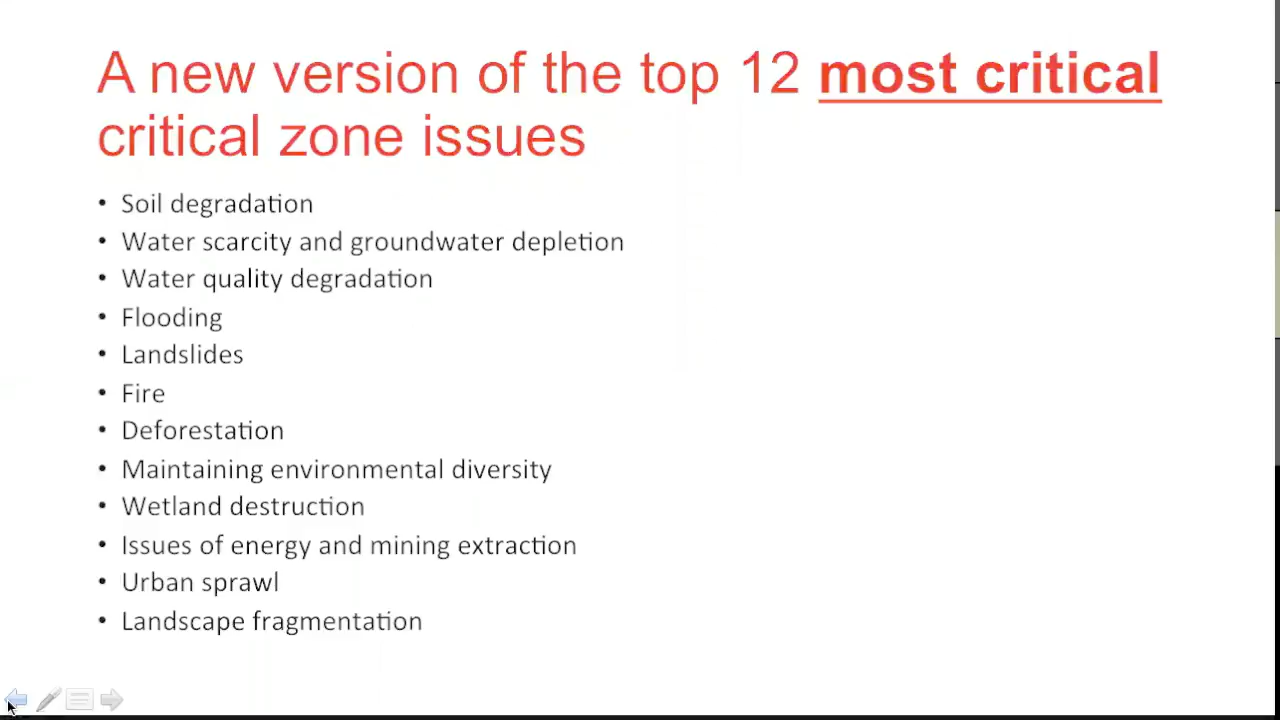 A new version of the top 12 most critical
critical zone issues
• Soil degradation
• Water scarcity and groundwater depletion
• Water quality degradation
• Flooding
• Landslides
• Fire
• Deforestation
• Maintaining environmental diversity
• Wetland destruction
• Issues of energy and mining extraction
• Urban sprawl
• Landscape fragmentation